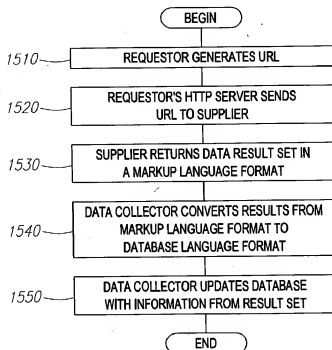 BEGIN
1510
REQUESTOR GENERATES URL
1520
REQUESTOR'S HTTP SERVER SENDS
URL TO SUPPLIER
1530
SUPPLIER RETURNS DATA RESULT SET IN
A MARKUP LANGUAGE FORMAT
1540
DATA COLLECTOR CONVERTS RESULTS FROM
MARKUP LANGUAGE FORMAT TO
DATABASE LANGUAGE FORMAT
1550
DATA COLLECTOR UPDATES DATABASE
WITH INFORMATION FROM RESULT SET
END